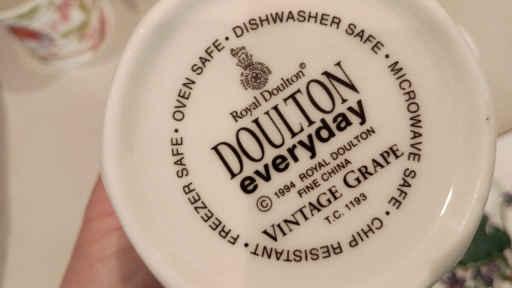 • DISHWASHER SAFE • MICROWAVE SAFE • CHIP RESISTANT • FREEZER SAFE • OVEN SAFE
Royal Doulton©
DOULTON
everyday
© 1994 ROYAL DOULTON
FINE CHINA
VINTAGE GRAPE
T.C. 1193